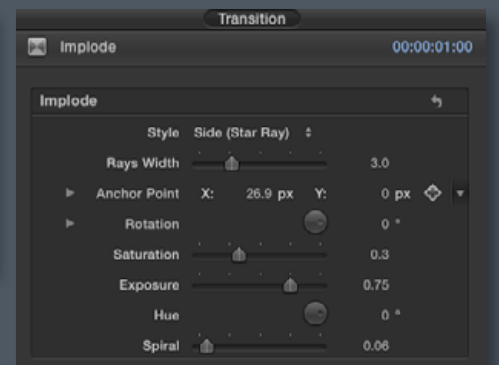 Transition
Implode 00:00:01:00
Implode
Style Side (Star Ray)
Rays Width 3.0
Anchor Point X: 26.9 px Y: 0 px
Rotation 0 °
Saturation 0.3
Exposure 0.75
Hue 0 °
Spiral 0.06